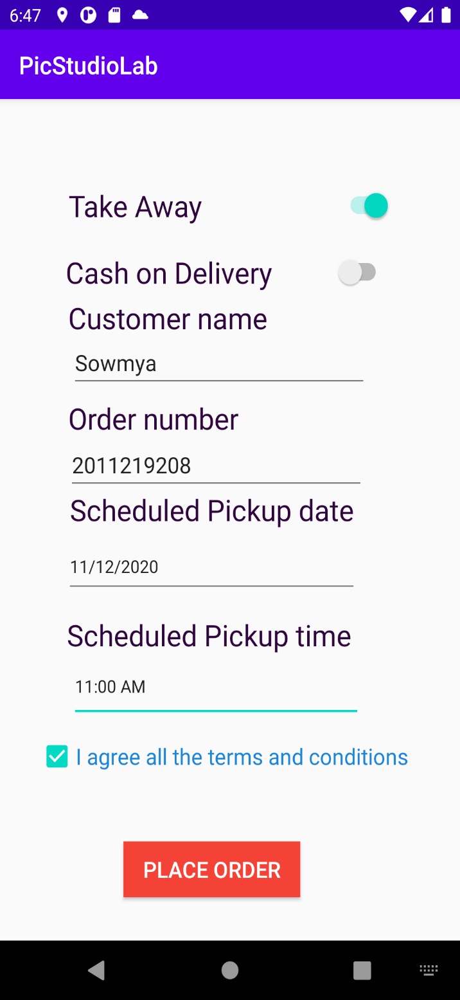 6:47
PicStudioLab
Take Away
Cash on Delivery
Customer name
Sowmya
Order number
2011219208
Scheduled Pickup date
11/12/2020
Scheduled Pickup time
11:00 AM
I agree all the terms and conditions
PLACE ORDER